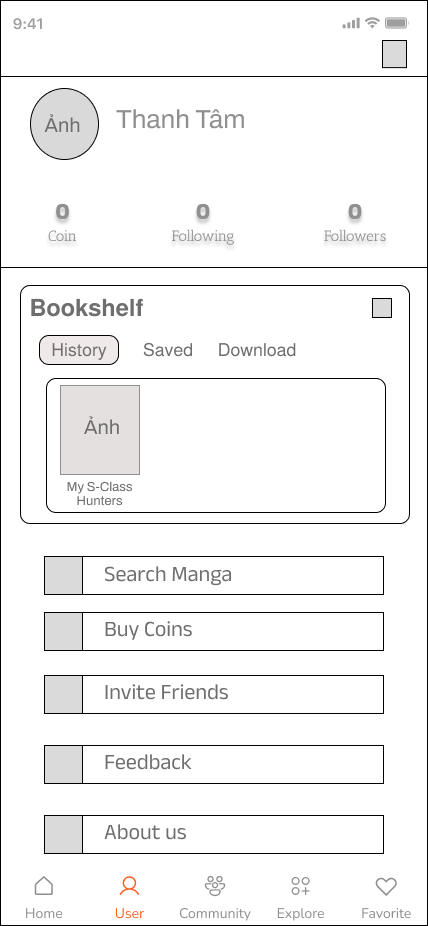 9:41
Ảnh
Thanh Tâm
0 0 0
Coin Following Followers
Bookshelf
History Saved Download
Ảnh
My S-Class
Hunters
Search Manga
Buy Coins
Invite Friends
Feedback
About us
Home User Community Explore Favorite